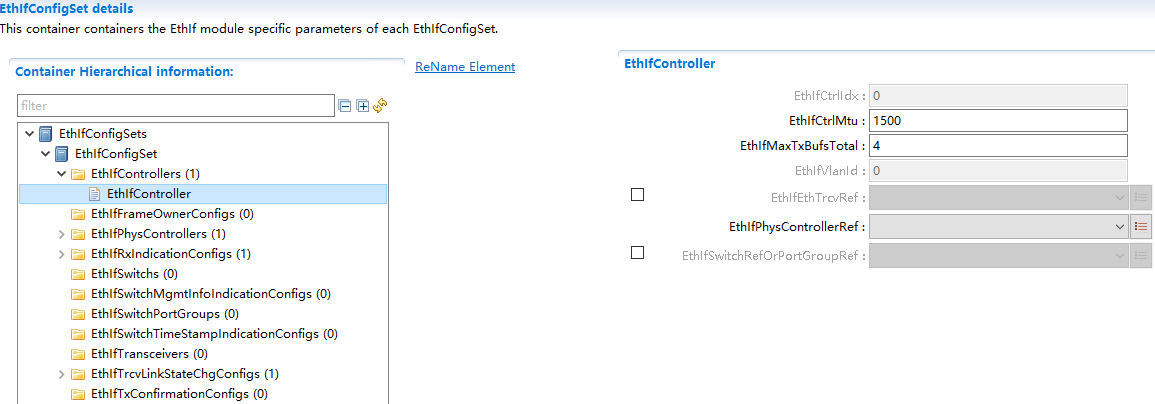 EthIfConfigSet details
This container containers the EthIf module specific parameters of each EthIfConfigSet.
Container Hierarchical information:
ReName Element
filter
EthIfConfigSets
EthIfConfigSet
EthIfControllers (1)
EthIfController
EthIfFrameOwnerConfigs (0)
EthIfPhysControllers (1)
EthIfRxIndicationConfigs (1)
EthIfSwitchs (0)
EthIfSwitchMgmtInfoIndicationConfigs (0)
EthIfSwitchPortGroups (0)
EthIfSwitchTimeStampIndicationConfigs (0)
EthIfTransceivers (0)
EthIfTrcvLinkStateChgConfigs (1)
EthIfTxConfirmationConfigs (0)
EthIfController
EthIfCtrlIdx : 0
EthIfCtrlMtu : 1500
EthIfMaxTxBufsTotal : 4
EthIfVlanId : 0
EthIfEthTrcvRef :
EthIfPhysControllerRef :
EthIfSwitchRefOrPortGroupRef :